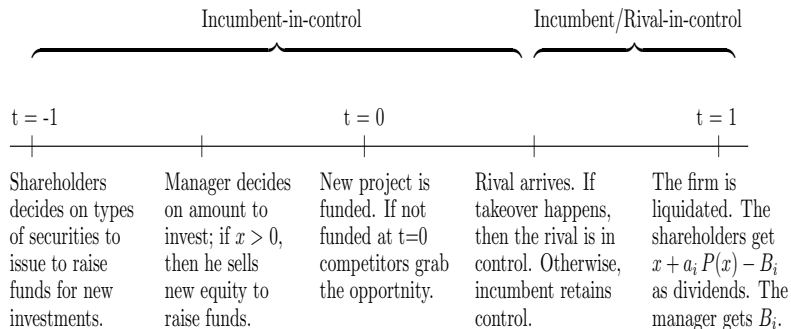 Incumbent-in-control
Incumbent/Rival-in-control
t = -1
t = 0
t = 1
Shareholders
decides on types
of securities to
issue to raise
funds for new
investments.
Manager decides
on amount to
invest; if x > 0,
then he sells
new equity to
raise funds.
New project is
funded. If not
funded at t=0
competitors grab
the opportnity.
Rival arrives. If
takeover happens,
then the rival is in
control. Otherwise,
incumbent retains
control.
The firm is
liquidated. The
shareholders get
x + a_i P(x) − B_i
as dividends. The
manager gets B_i.